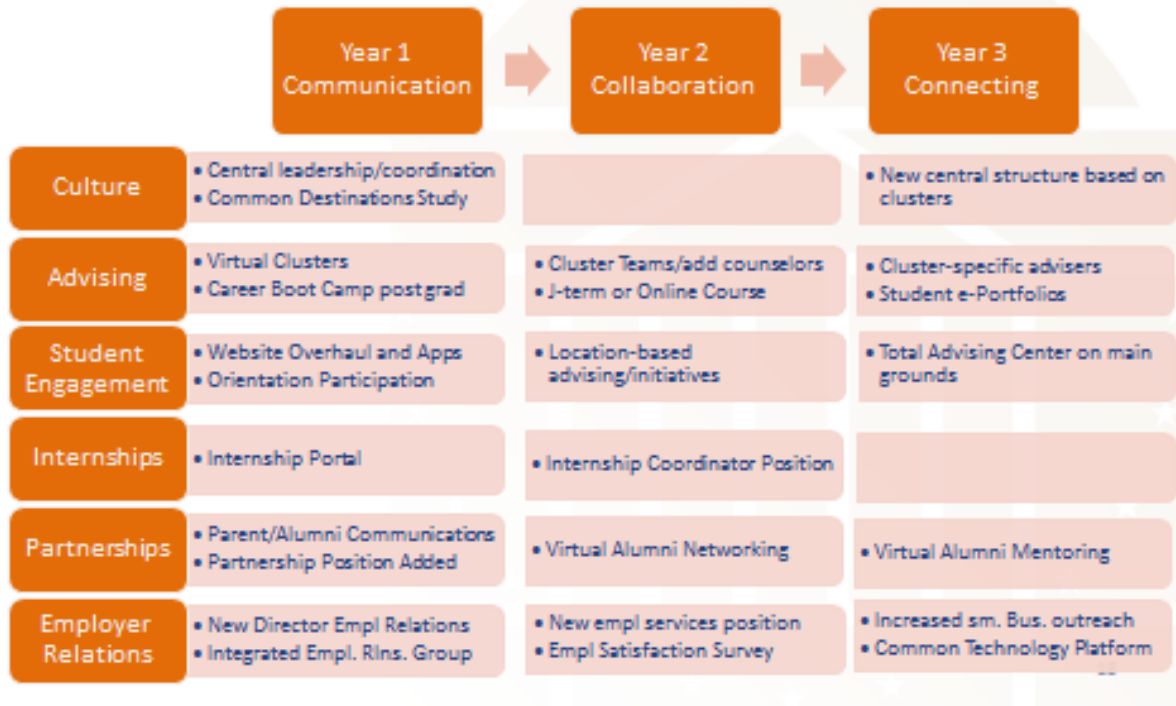 Year 1
Communication
Year 2
Collaboration
Year 3
Connecting
Culture
• Central leadership/coordination
• Common Destinations Study
• New central structure based on
clusters
Advising
• Virtual Clusters
• Career Boot Camp postgrad
• Cluster Teams/add counselors
• J-term or Online Course
• Cluster-specific advisers
• Student e-Portfolios
Student
Engagement
• Website Overhaul and Apps
• Orientation Participation
• Location-based
advising/initiatives
• Total Advising Center on main
grounds
Internships
• Internship Portal
• Internship Coordinator Position
Partnerships
• Parent/Alumni Communications
• Partnership Position Added
• Virtual Alumni Networking
• Virtual Alumni Mentoring
Employer
Relations
• New Director Empl Relations
• Integrated Empl. Rlns. Group
• New empl services position
• Empl Satisfaction Survey
• Increased sm. Bus. outreach
• Common Technology Platform